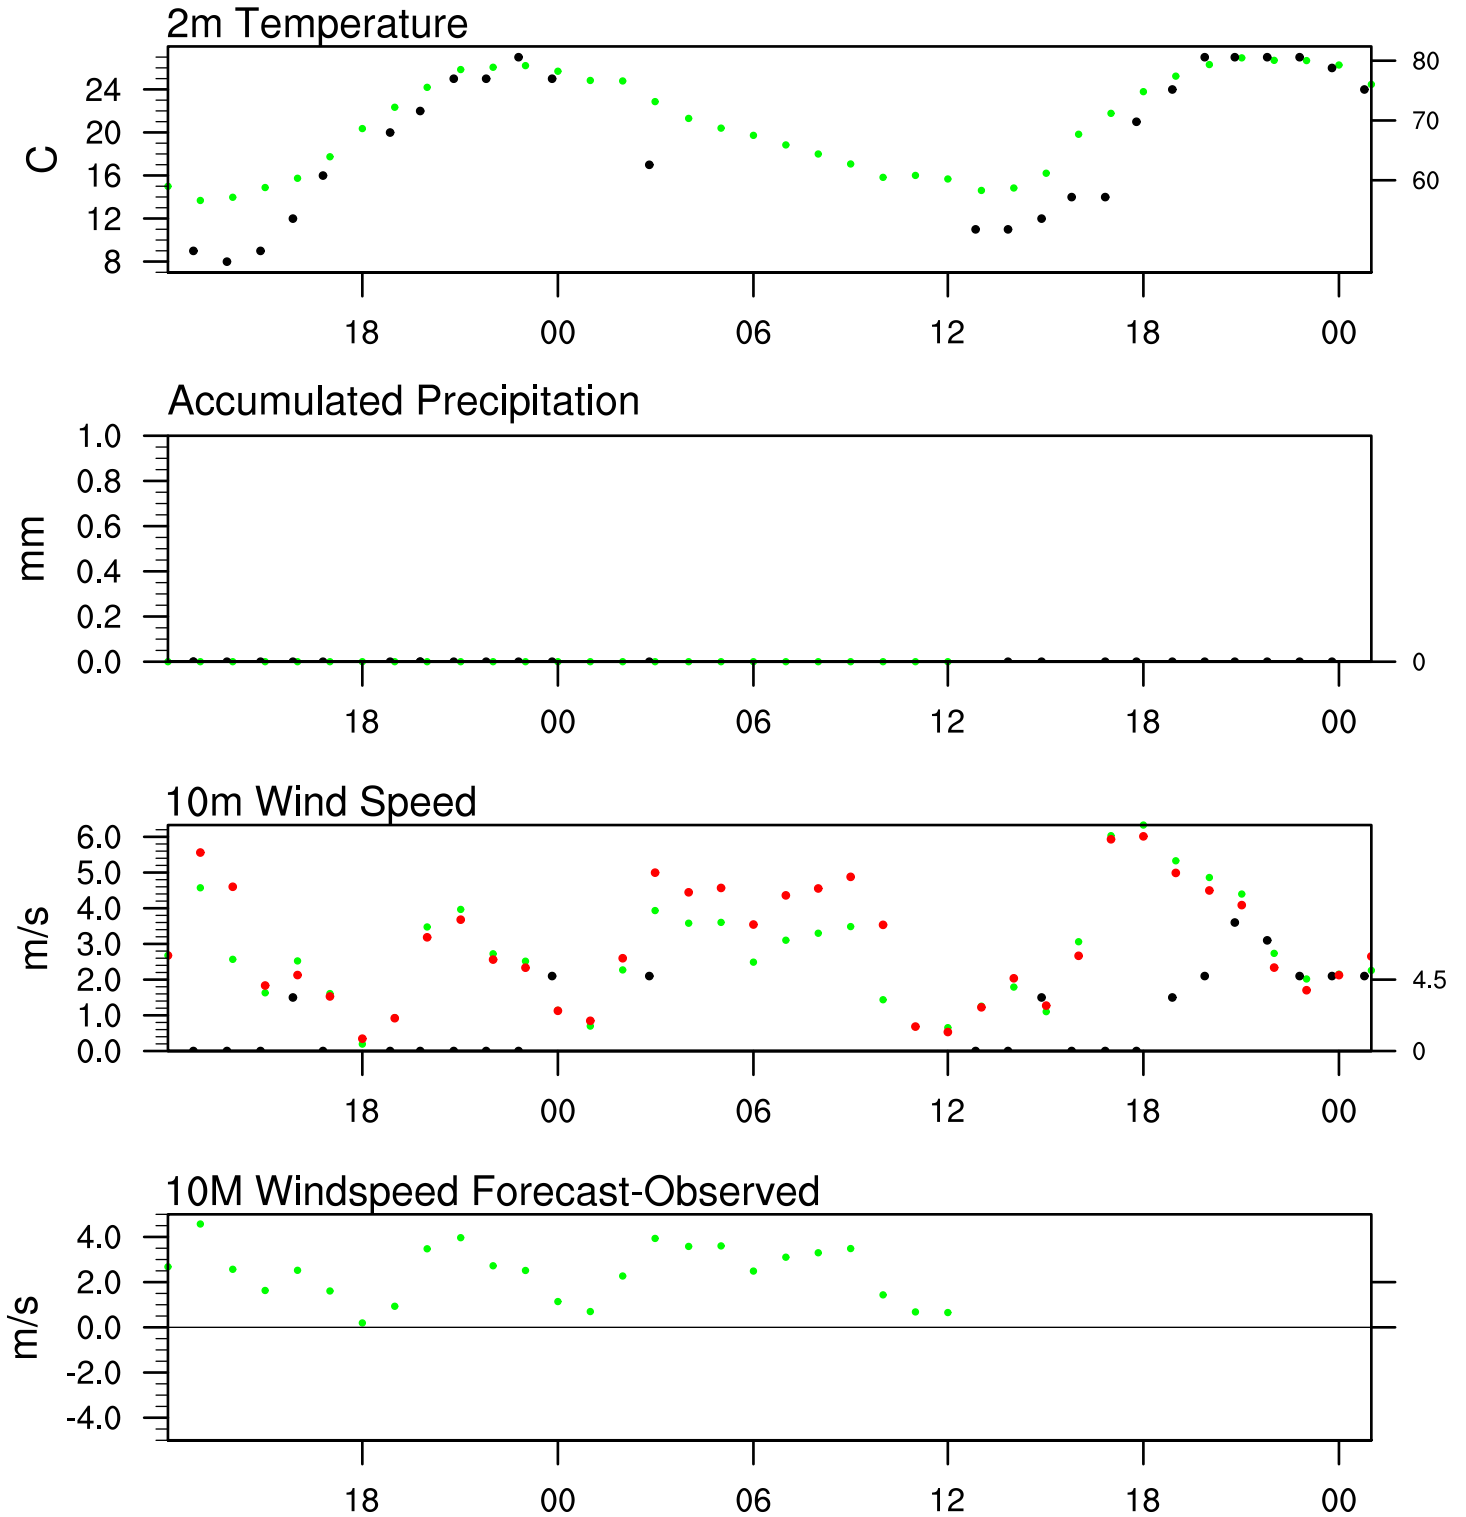 2m Temperature
24
20
16
12
8
C
80
70
60
18 00 06 12 18 00
Accumulated Precipitation
1.0
0.8
0.6
0.4
0.2
0.0
mm
0
18 00 06 12 18 00
10m Wind Speed
6.0
5.0
4.0
3.0
2.0
1.0
0.0
m/s
4.5
0
18 00 06 12 18 00
10M Windspeed Forecast-Observed
4.0
2.0
0.0
-2.0
-4.0
m/s
18 00 06 12 18 00